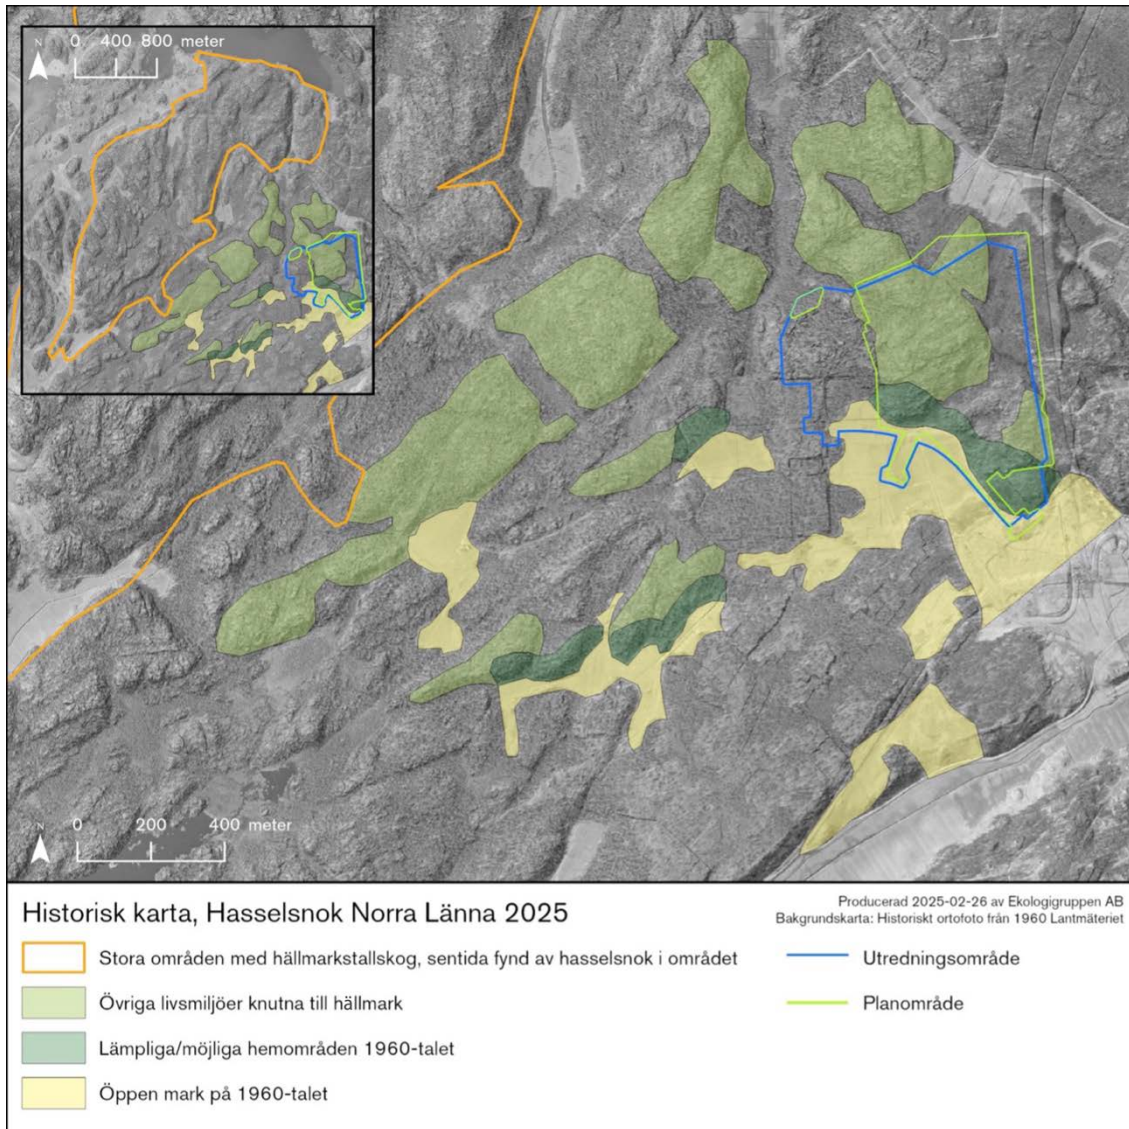 N 0 400 800 meter
N 0 200 400 meter
Historisk karta, Hasselsnok Norra Länna 2025
Producerad 2025-02-26 av Ekologigruppen AB
Bakgrundskarta: Historiskt ortofoto från 1960 Lantmäteriet
Stora områden med hällmarkstallskog, sentida fynd av hasselsnok i området
Övriga livsmiljöer knutna till hällmark
Lämpliga/möjliga hemområden 1960-talet
Öppen mark på 1960-talet
Utredningsområde
Planområde